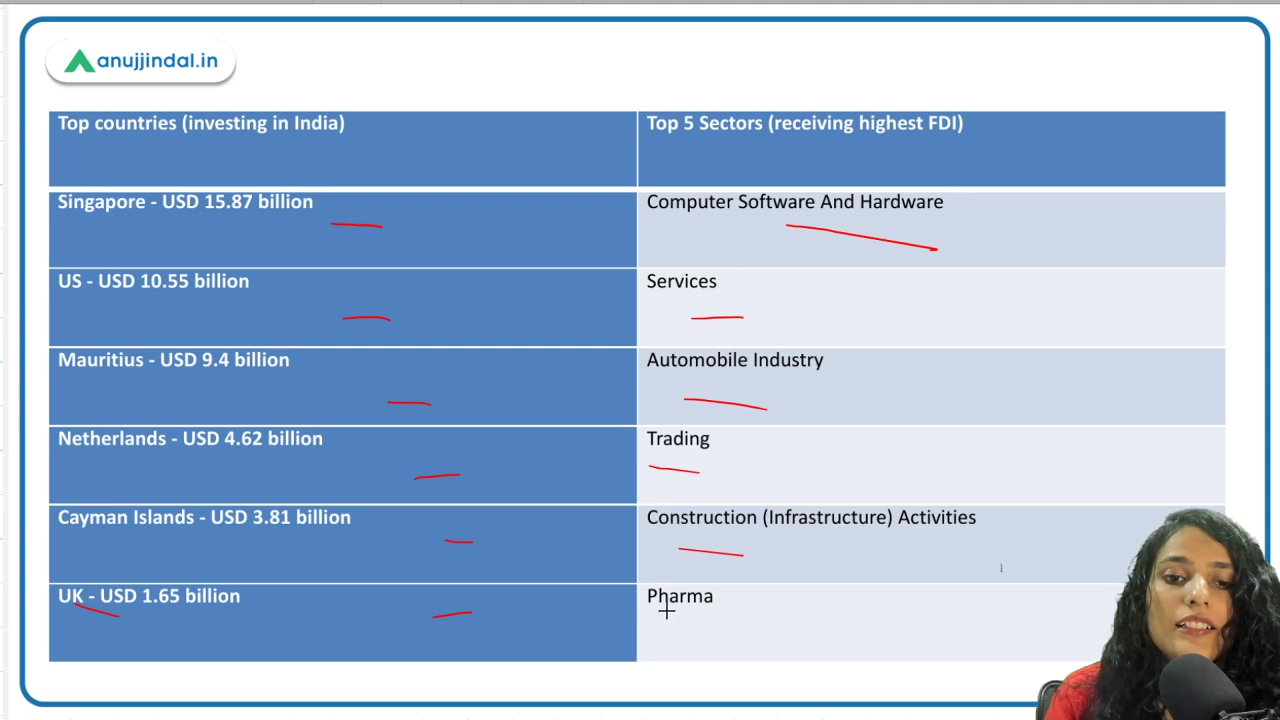 anujjindal.in
Top countries (investing in India)
Top 5 Sectors (receiving highest FDI)
Singapore - USD 15.87 billion
Computer Software And Hardware
US - USD 10.55 billion
Services
Mauritius - USD 9.4 billion
Automobile Industry
Netherlands - USD 4.62 billion
Trading
Cayman Islands - USD 3.81 billion
Construction (Infrastructure) Activities
UK - USD 1.65 billion
Pharma